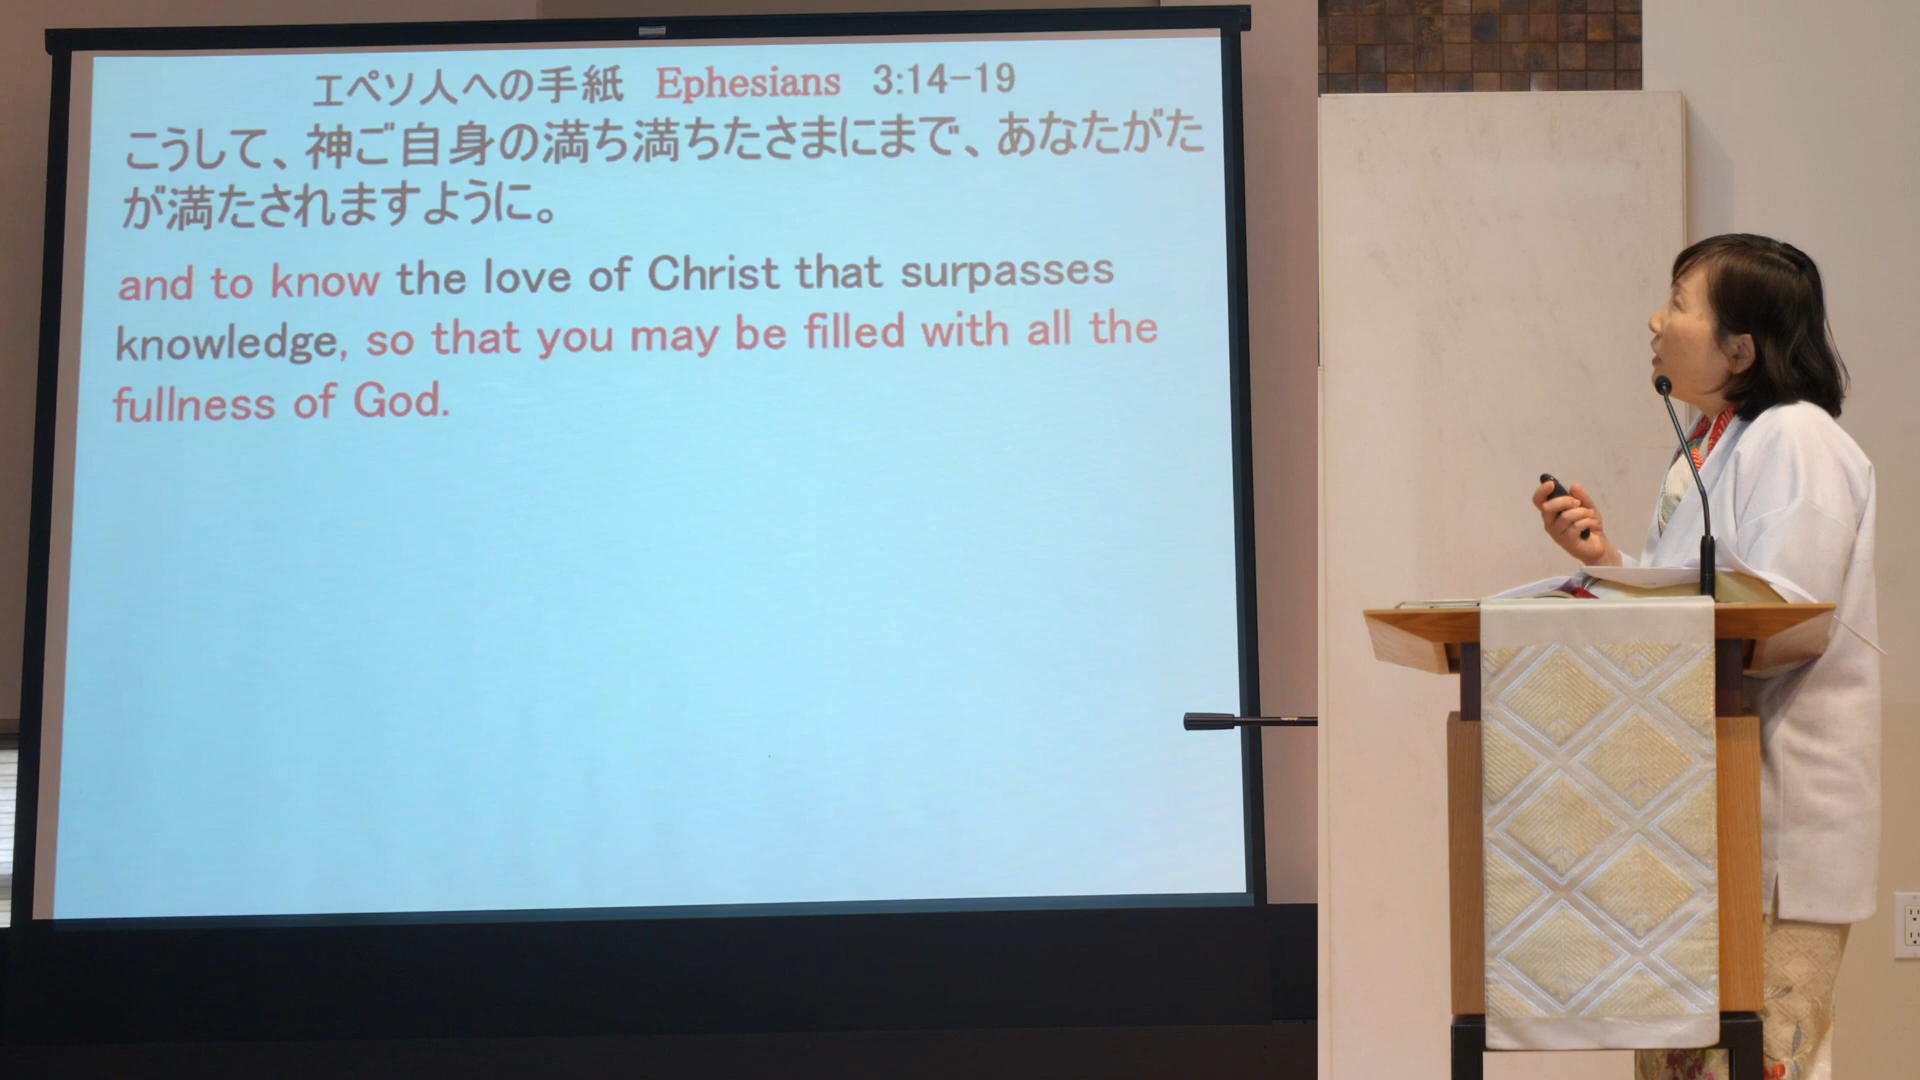 エペソ人への手紙 Ephesians 3:14-19
こうして、神ご自身の満ち満ちたさまにまで、あなたがた
が満たされますように。
and to know the love of Christ that surpasses
knowledge, so that you may be filled with all the
fullness of God.